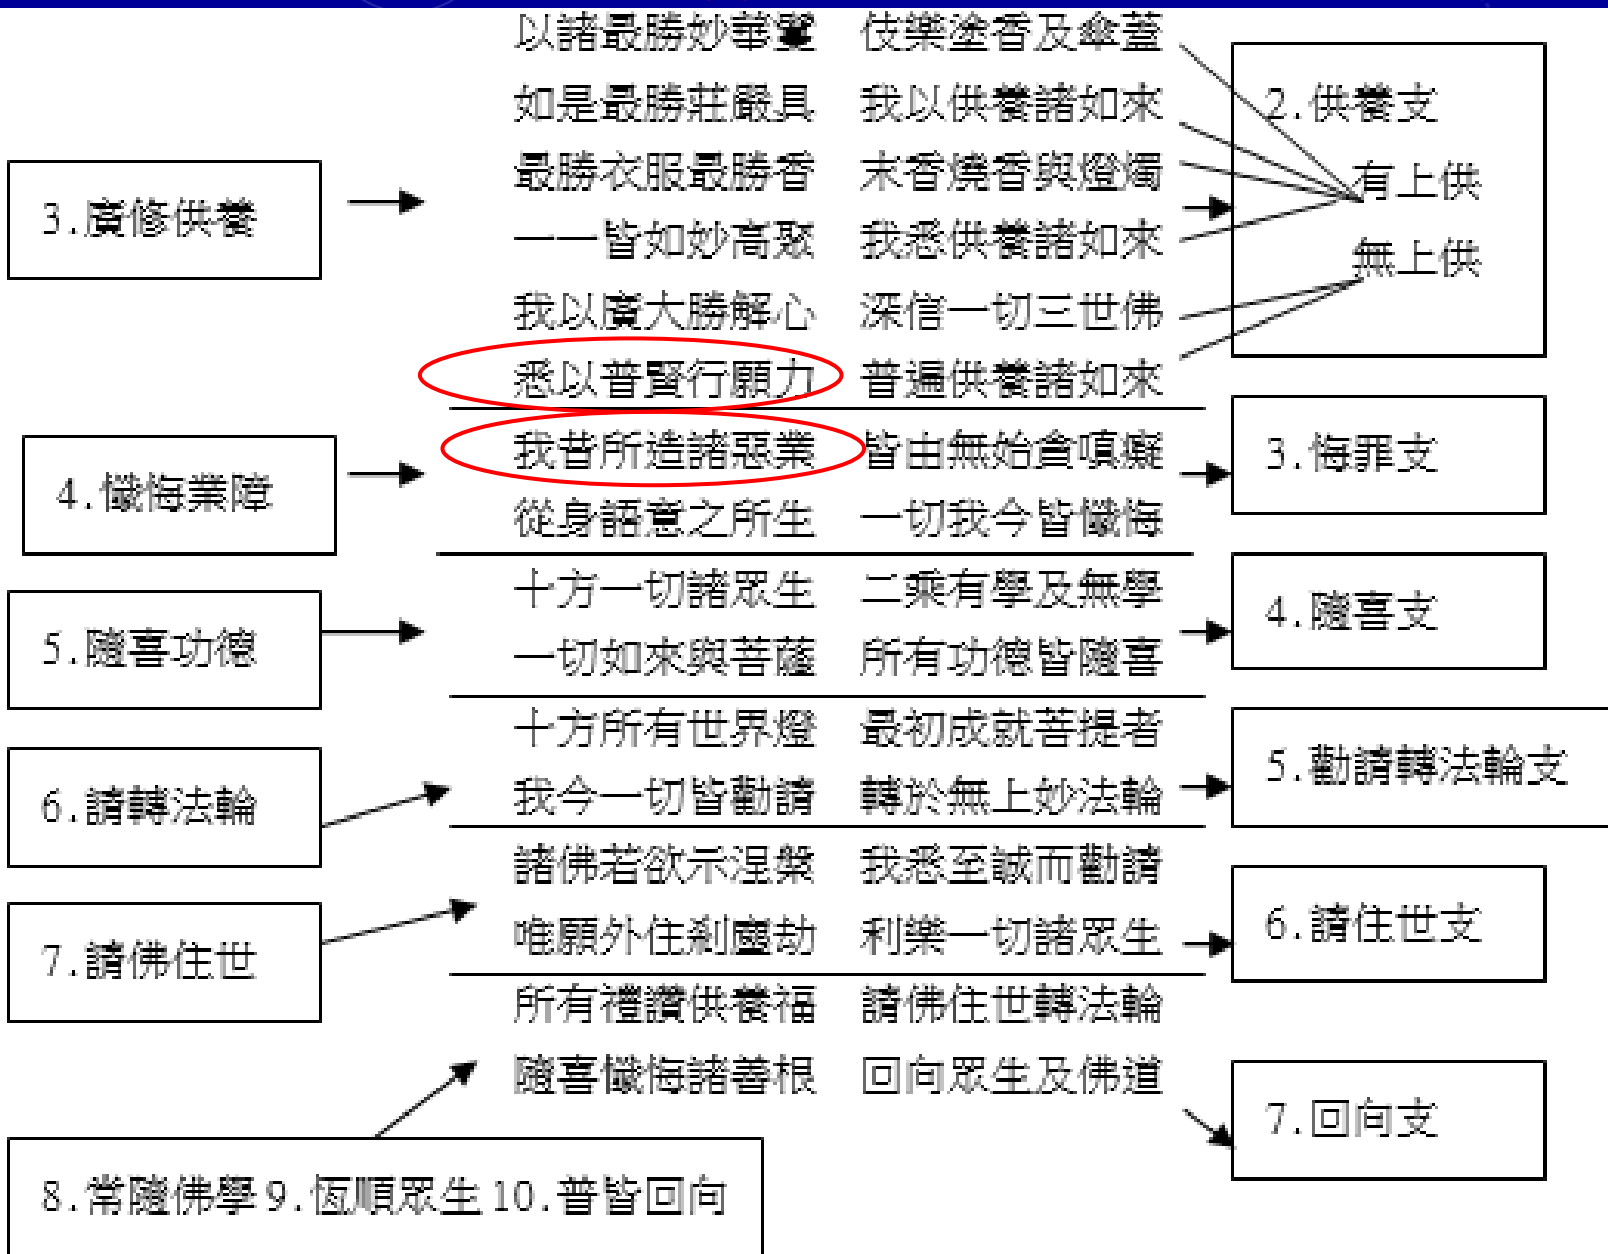 以諸最勝妙華鬘　伎樂塗香及傘蓋
如是最勝莊嚴具　我以供養諸如來
最勝衣服最勝香　末香燒香與燈燭
一一皆如妙高聚　我悉供養諸如來
我以廣大勝解心　深信一切三世佛
悉以普賢行願力　普遍供養諸如來
3.廣修供養
2.供養支
有上供
無上供
我昔所造諸惡業　皆由無始貪嗔癡
從身語意之所生　一切我今皆懺悔
4.懺悔業障
3.悔罪支
十方一切諸眾生　二乘有學及無學
一切如來與菩薩　所有功德皆隨喜
5.隨喜功德
4.隨喜支
十方所有世界燈　最初成就菩提者
我今一切皆勸請　轉於無上妙法輪
6.請轉法輪
5.勸請轉法輪支
諸佛若欲示涅槃　我悉至誠而勸請
唯願外住剎塵劫　利樂一切諸眾生
7.請佛住世
6.請住世支
所有禮讚供養福　請佛住世轉法輪
隨喜懺悔諸善根　回向眾生及佛道
8.常隨佛學 9.恆順眾生 10.普皆回向
7.回向支